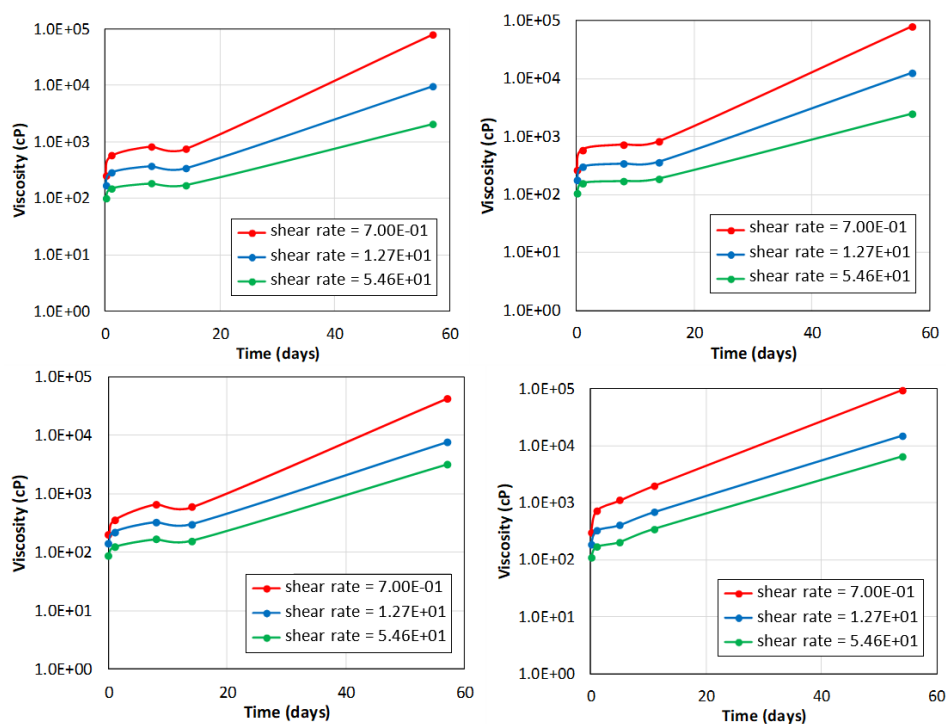 1.0E+05
1.0E+04
1.0E+03
1.0E+02
1.0E+01
1.0E+00
Viscosity (cP)
shear rate = 7.00E-01
shear rate = 1.27E+01
shear rate = 5.46E+01
0 20 40 60
Time (days)
1.0E+05
1.0E+04
1.0E+03
1.0E+02
1.0E+01
1.0E+00
Viscosity (cP)
shear rate = 7.00E-01
shear rate = 1.27E+01
shear rate = 5.46E+01
0 20 40 60
Time (days)
1.0E+05
1.0E+04
1.0E+03
1.0E+02
1.0E+01
1.0E+00
Viscosity (cP)
shear rate = 7.00E-01
shear rate = 1.27E+01
shear rate = 5.46E+01
0 20 40 60
Time (days)
1.0E+05
1.0E+04
1.0E+03
1.0E+02
1.0E+01
1.0E+00
Viscosity (cP)
shear rate = 7.00E-01
shear rate = 1.27E+01
shear rate = 5.46E+01
0 20 40 60
Time (days)